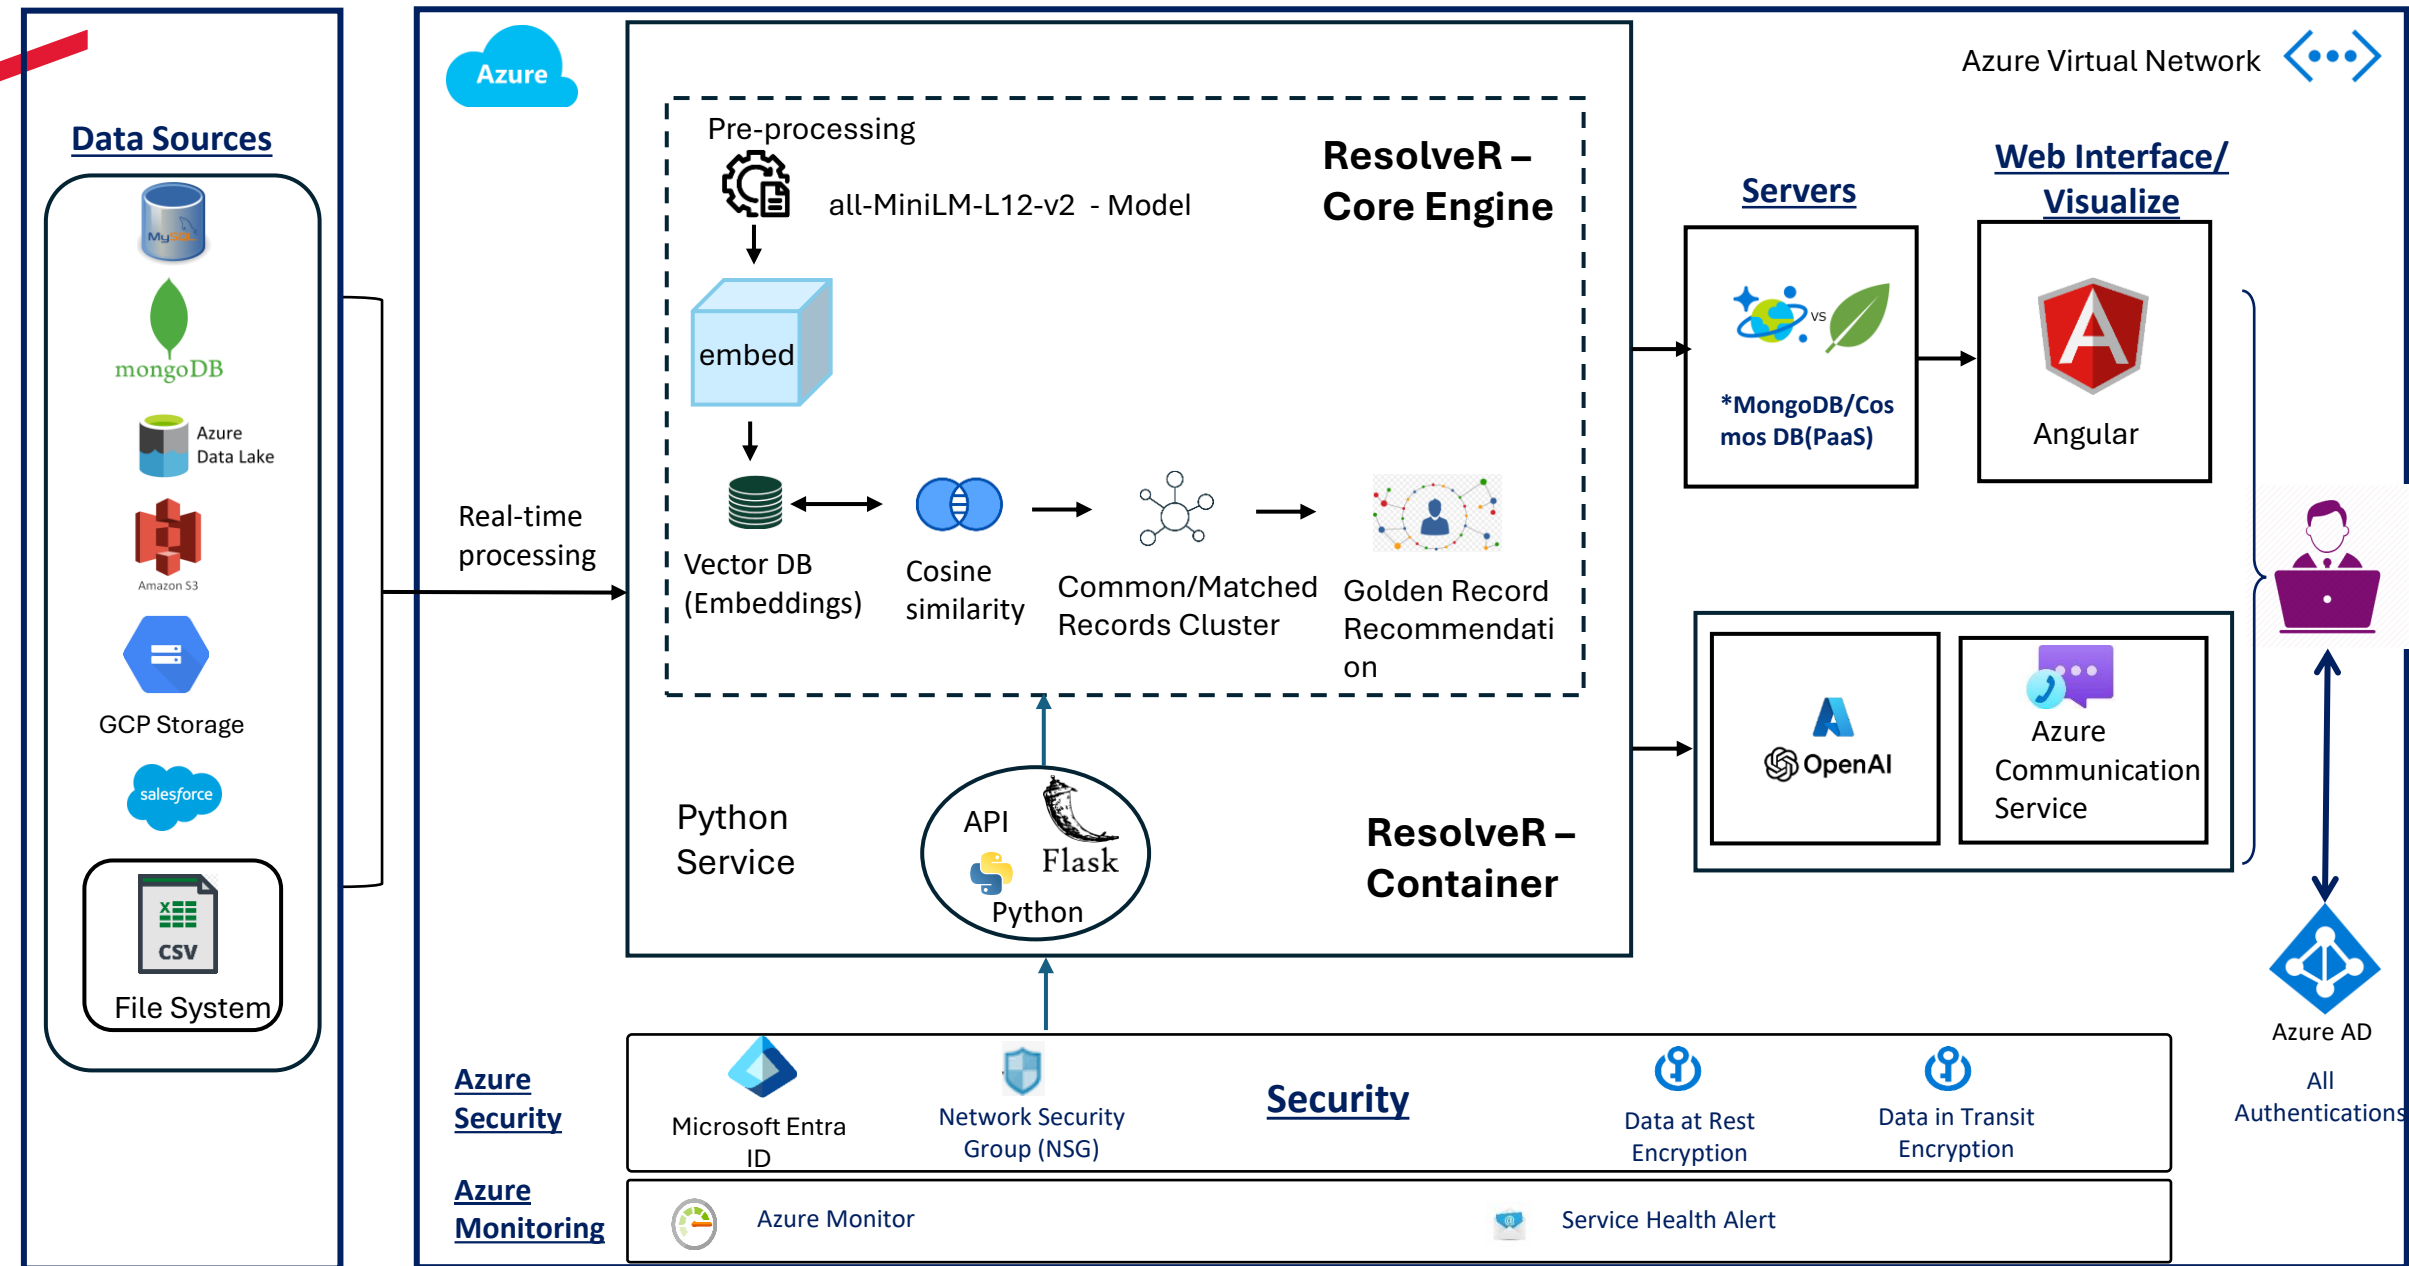 Data Sources
MySQL
mongoDB
Azure
Data Lake
Amazon S3
GCP Storage
salesforce
CSV
File System
Real-time
processing
Azure
Pre-processing
all-MiniLM-L12-v2 - Model
ResolveR –
Core Engine
embed
Vector DB
(Embeddings)
Cosine
similarity
Common/Matched
Records Cluster
Golden Record
Recommendati
on
Python
Service
API
Flask
Python
ResolveR –
Container
Azure Virtual Network
Servers
vs
*MongoDB/Cos
mos DB(PaaS)
Web Interface/
Visualize
Angular
OpenAI
Azure
Communication
Service
Azure AD
All
Authentications
Azure
Security
Microsoft Entra
ID
Network Security
Group (NSG)
Security
Data at Rest
Encryption
Data in Transit
Encryption
Azure
Monitoring
Azure Monitor
Service Health Alert